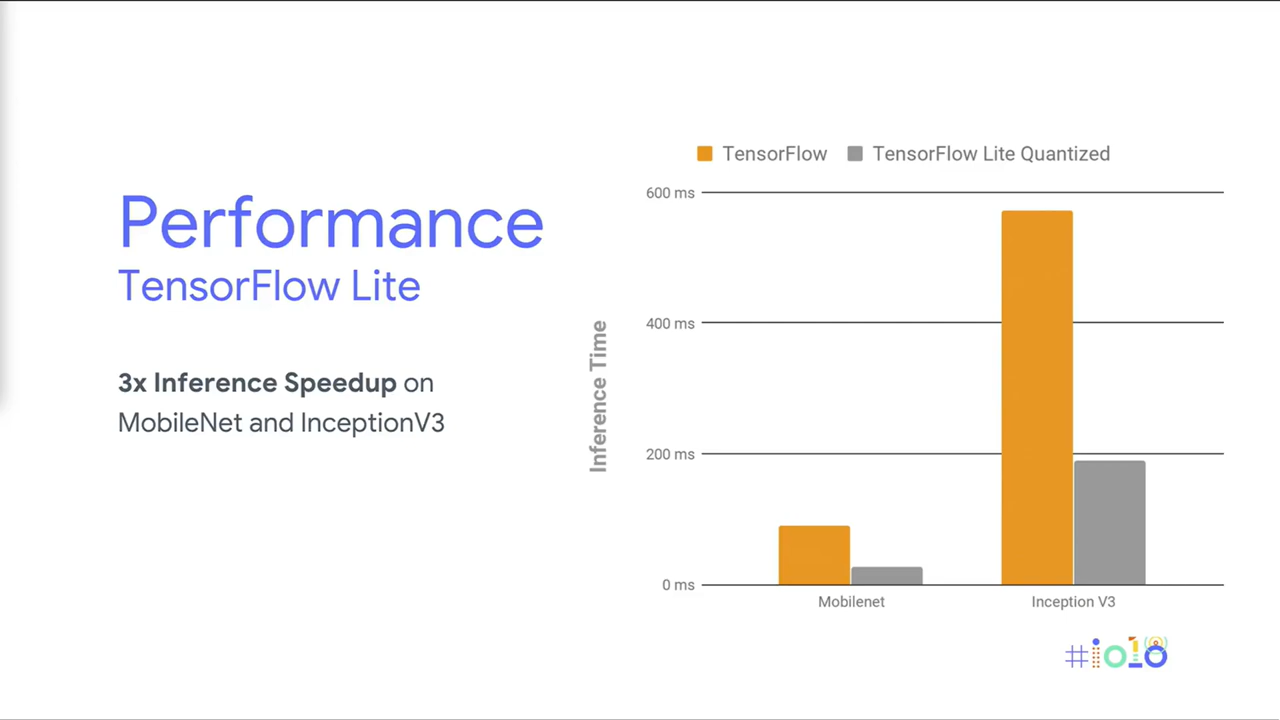 Performance
TensorFlow Lite
3x Inference Speedup on
MobileNet and InceptionV3
TensorFlow
TensorFlow Lite Quantized
Inference Time
600 ms
400 ms
200 ms
0 ms
Mobilenet
Inception V3
#io18